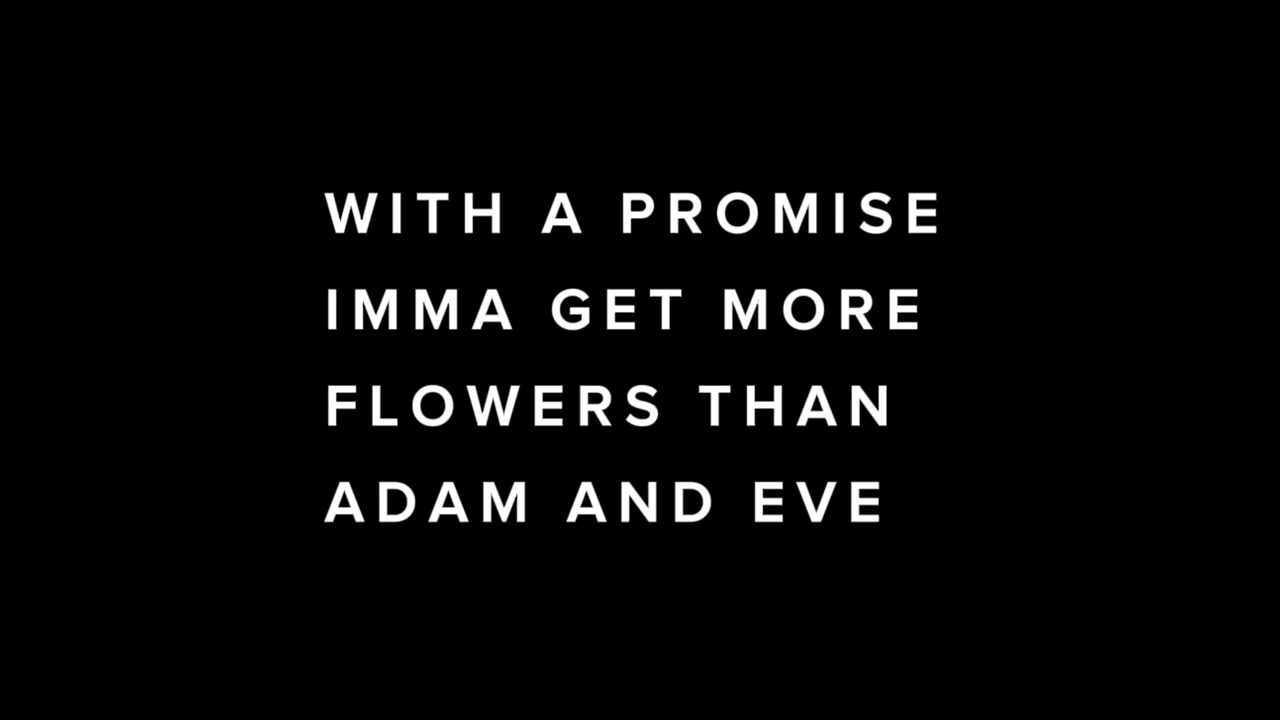 WITH A PROMISE
IMMA GET MORE
FLOWERS THAN
ADAM AND EVE